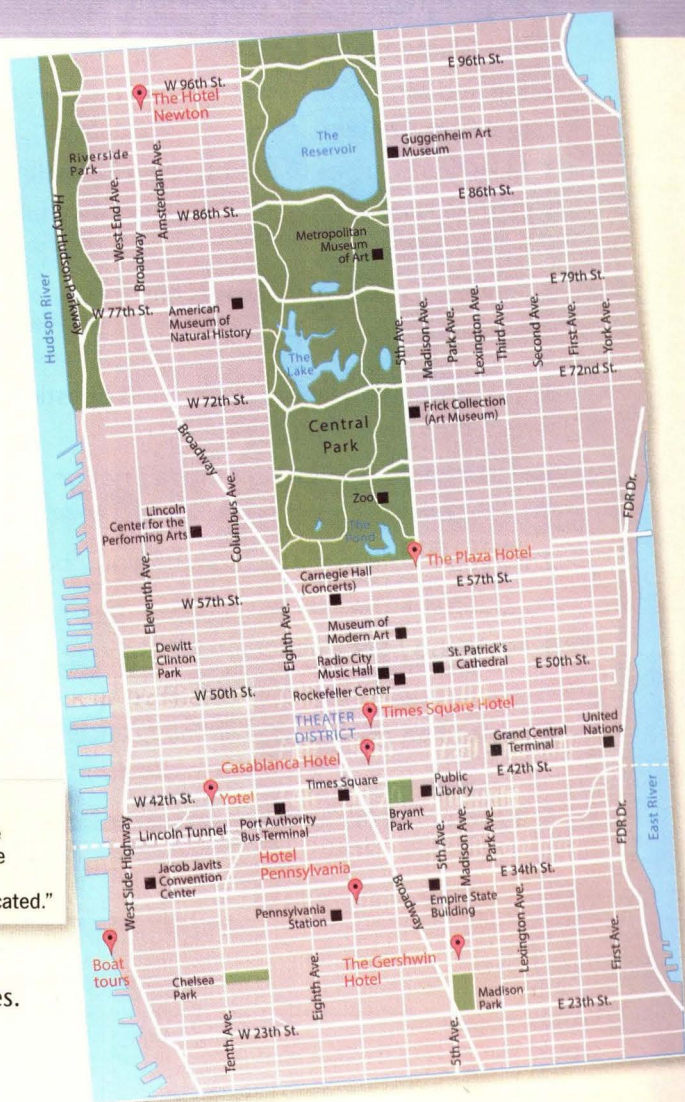 W 96th St.
The Hotel
Newton
E 96th St.
Riverside
Park
The
Reservoir
Guggenheim Art
Museum
E 86th St.
Henry Hudson Parkway
West End Ave.
Broadway
Amsterdam Ave.
W 86th St.
Metropolitan
Museum
of Art
E 79th St.
Hudson River
W 77th St.
American
Museum of
Natural History
The
Lake
5th Ave.
Madison Ave.
Park Ave.
Lexington Ave.
Third Ave.
Second Ave.
First Ave.
York Ave.
E 72nd St.
W 72nd St.
Frick Collection
(Art Museum)
Central
Park
Broadway
Columbus Ave.
Zoo
The
Pond
Lincoln
Center for the
Performing Arts
FDR Dr.
The Plaza Hotel
Carnegie Hall
(Concerts)
E 57th St.
Eleventh Ave.
W 57th St.
Eighth Ave.
Museum of
Modern Art
Dewitt
Clinton
Park
Radio City
Music Hall
St. Patrick's
Cathedral
E 50th St.
W 50th St.
Rockefeller Center
THEATER
DISTRICT
Times Square Hotel
Grand Central
Terminal
United
Nations
Casablanca Hotel
E 42th St.
Times Square
Public
Library
W 42th St.
Yotel
Bryant
Park
Lincoln Tunnel
Port Authority
Bus Terminal
5th Ave.
Madison Ave.
Park Ave.
FDR Dr.
East River
West Side Highway
Hotel
Pennsylvania
Broadway
E 34th St.
Jacob Javits
Convention
Center
Empire State
Building
cated."
Pennsylvania
Station
Lexington Ave.
First Ave.
Boat
tours
The Gershwin
Hotel
Chelsea
Park
Eighth Ave.
Madison
Park
E 23th St.
es.
Tenth Ave.
W 23th St.
5th Ave.